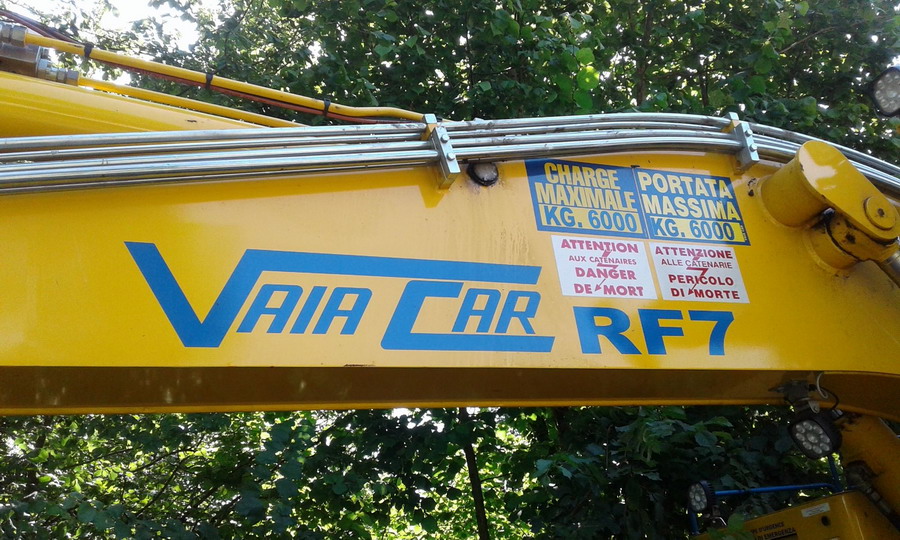 CHARGE
MAXIMALE
KG. 6000
PORTATA
MASSIMA
KG. 6000
ATTENTION
AUX CATENAIRES
DANGER
DE MORT
ATTENZIONE
ALLE CATENARIE
PERICOLO
DI MORTE
VAIA CAR
RF7